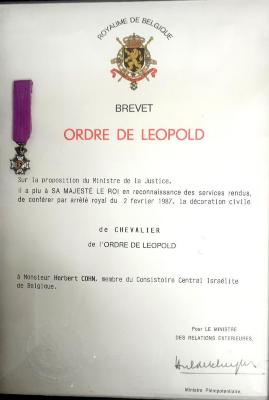 ROYAUME DE BELGIQUE
BREVET
ORDRE DE LEOPOLD
Sur la proposition du Ministre de la Justice,
il a plu à SA MAJESTÉ LE ROI en reconnaissance des services rendus,
de conférer par arrêté royal du 2 fevrier 1987, la décoration civile
de CHEVALIER
de l'ORDRE DE LEOPOLD
à Monsieur Herbert COHN, membre du Consistoire Central Israélite
de Belgique.
Pour LE MINISTRE
DES RELATIONS EXTERIEURES,
Ministre Plénipotentiaire.